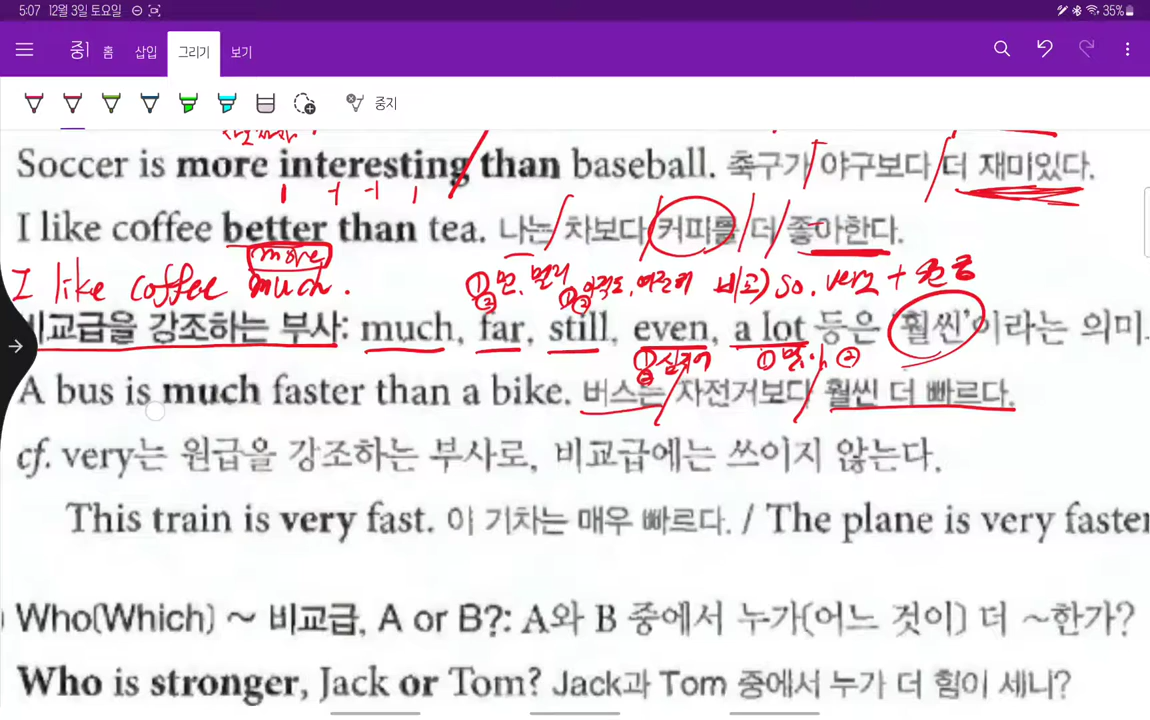 5:07 12월 3일 토요일 35%
중1 홈 삽입 그리기 보기
중지
Soccer is more interesting than baseball. 축구가 야구보다 더 재미있다.
I like coffee better than tea. 나는 차보다 커피를 더 좋아한다.
more
I like coffee much. ① 먼, 멀리 ② ① 아직도, 여전히 ② 비교) so. very + 원급
비교급을 강조하는 부사: much, far, still, even, a lot 등은 '훨씬'이라는 의미.
① 심지어 ② ① ②
A bus is much faster than a bike. 버스는 자전거보다 훨씬 더 빠르다.
cf. very는 원급을 강조하는 부사로, 비교급에는 쓰이지 않는다.
This train is very fast. 이 기차는 매우 빠르다. / The plane is very faster
Who(Which) ~ 비교급, A or B?: A와 B 중에서 누가(어느 것이) 더 ~한가?
Who is stronger, Jack or Tom? Jack과 Tom 중에서 누가 더 힘이 세니?